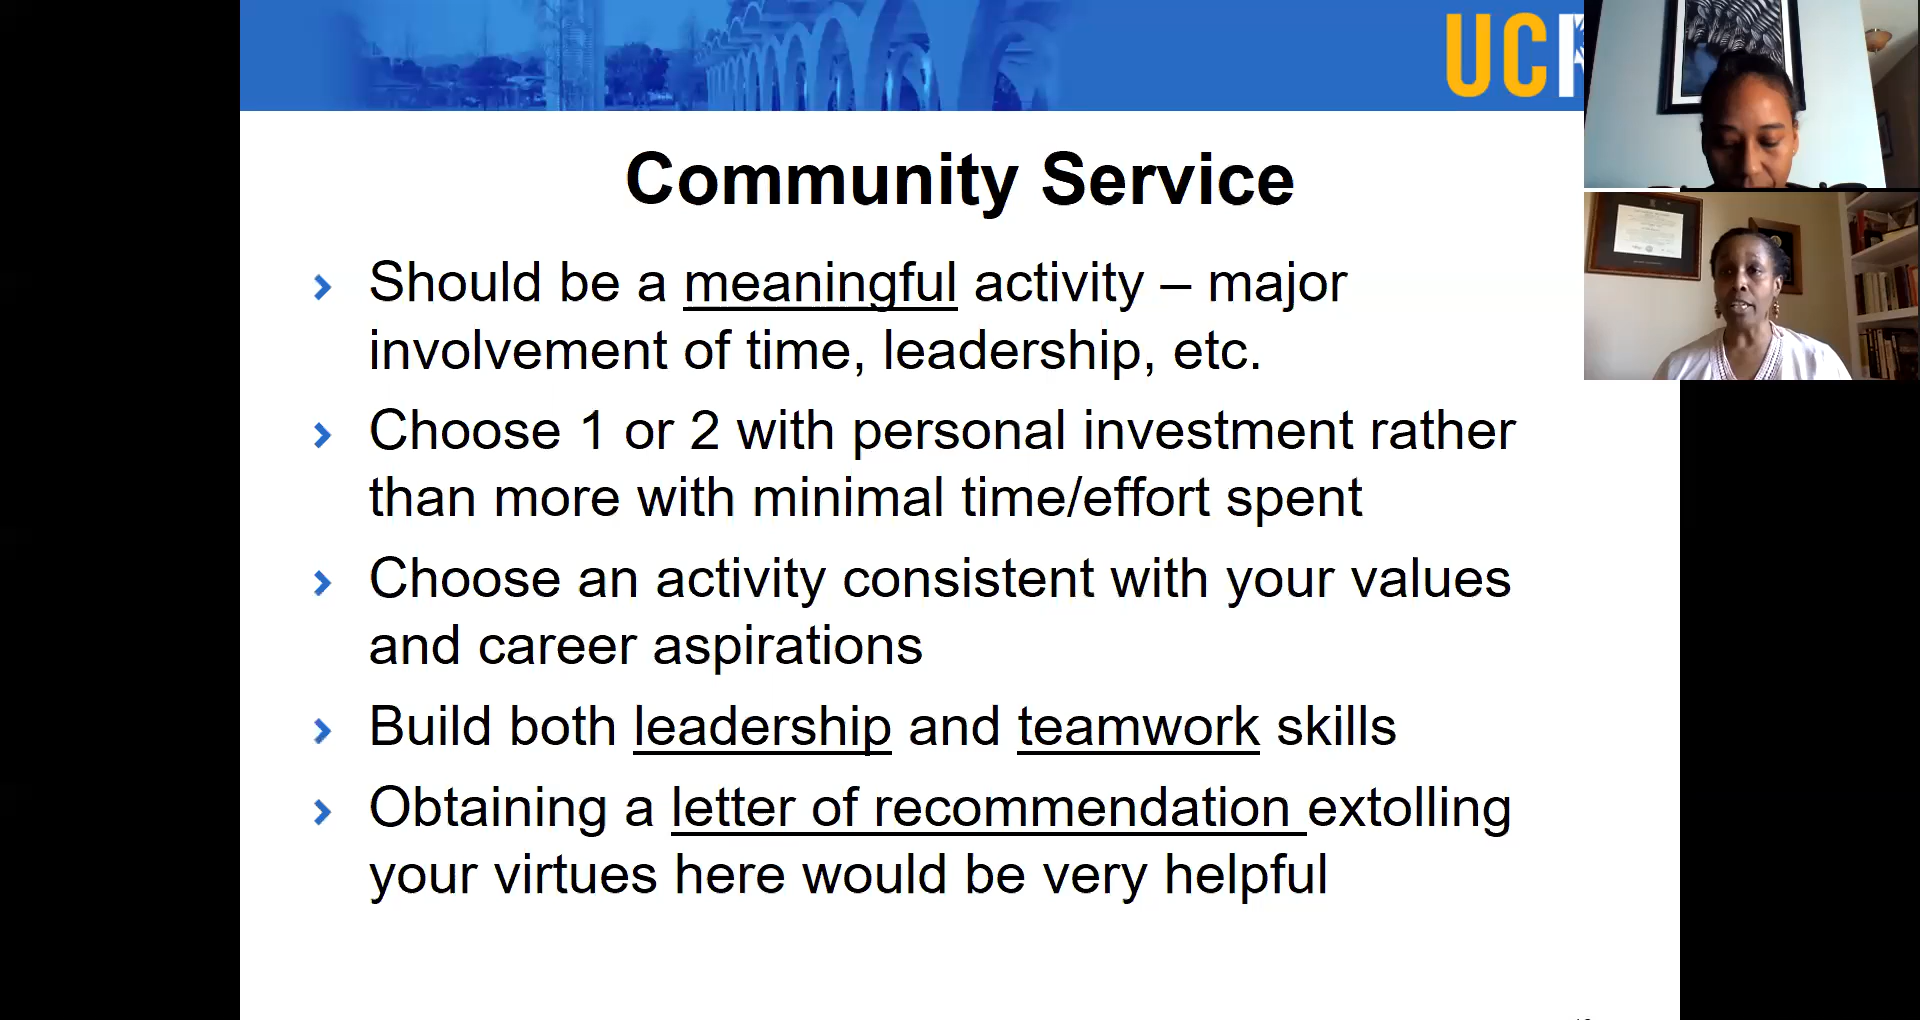 UC
Community Service
Should be a meaningful activity – major
involvement of time, leadership, etc.
Choose 1 or 2 with personal investment rather
than more with minimal time/effort spent
Choose an activity consistent with your values
and career aspirations
Build both leadership and teamwork skills
Obtaining a letter of recommendation extolling
your virtues here would be very helpful